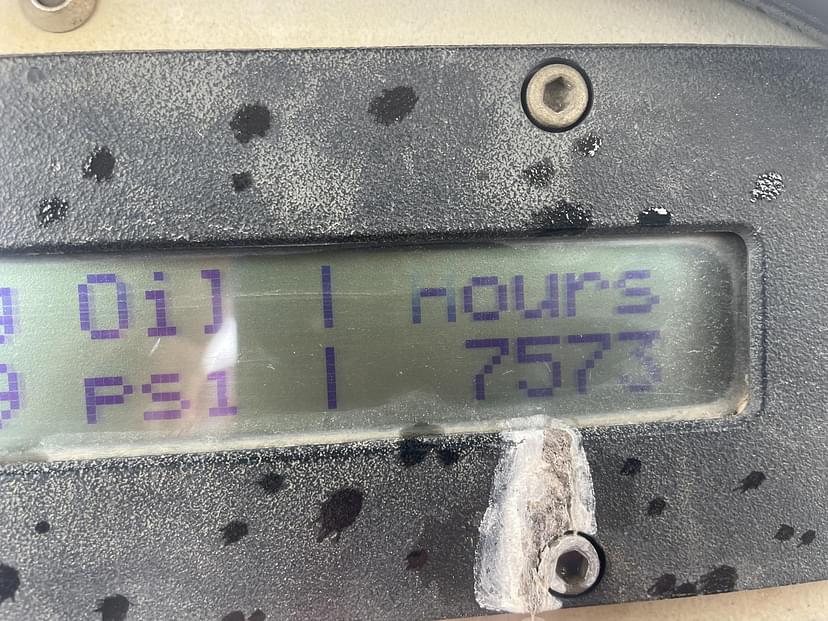 Oil | Hours
psi | 7573